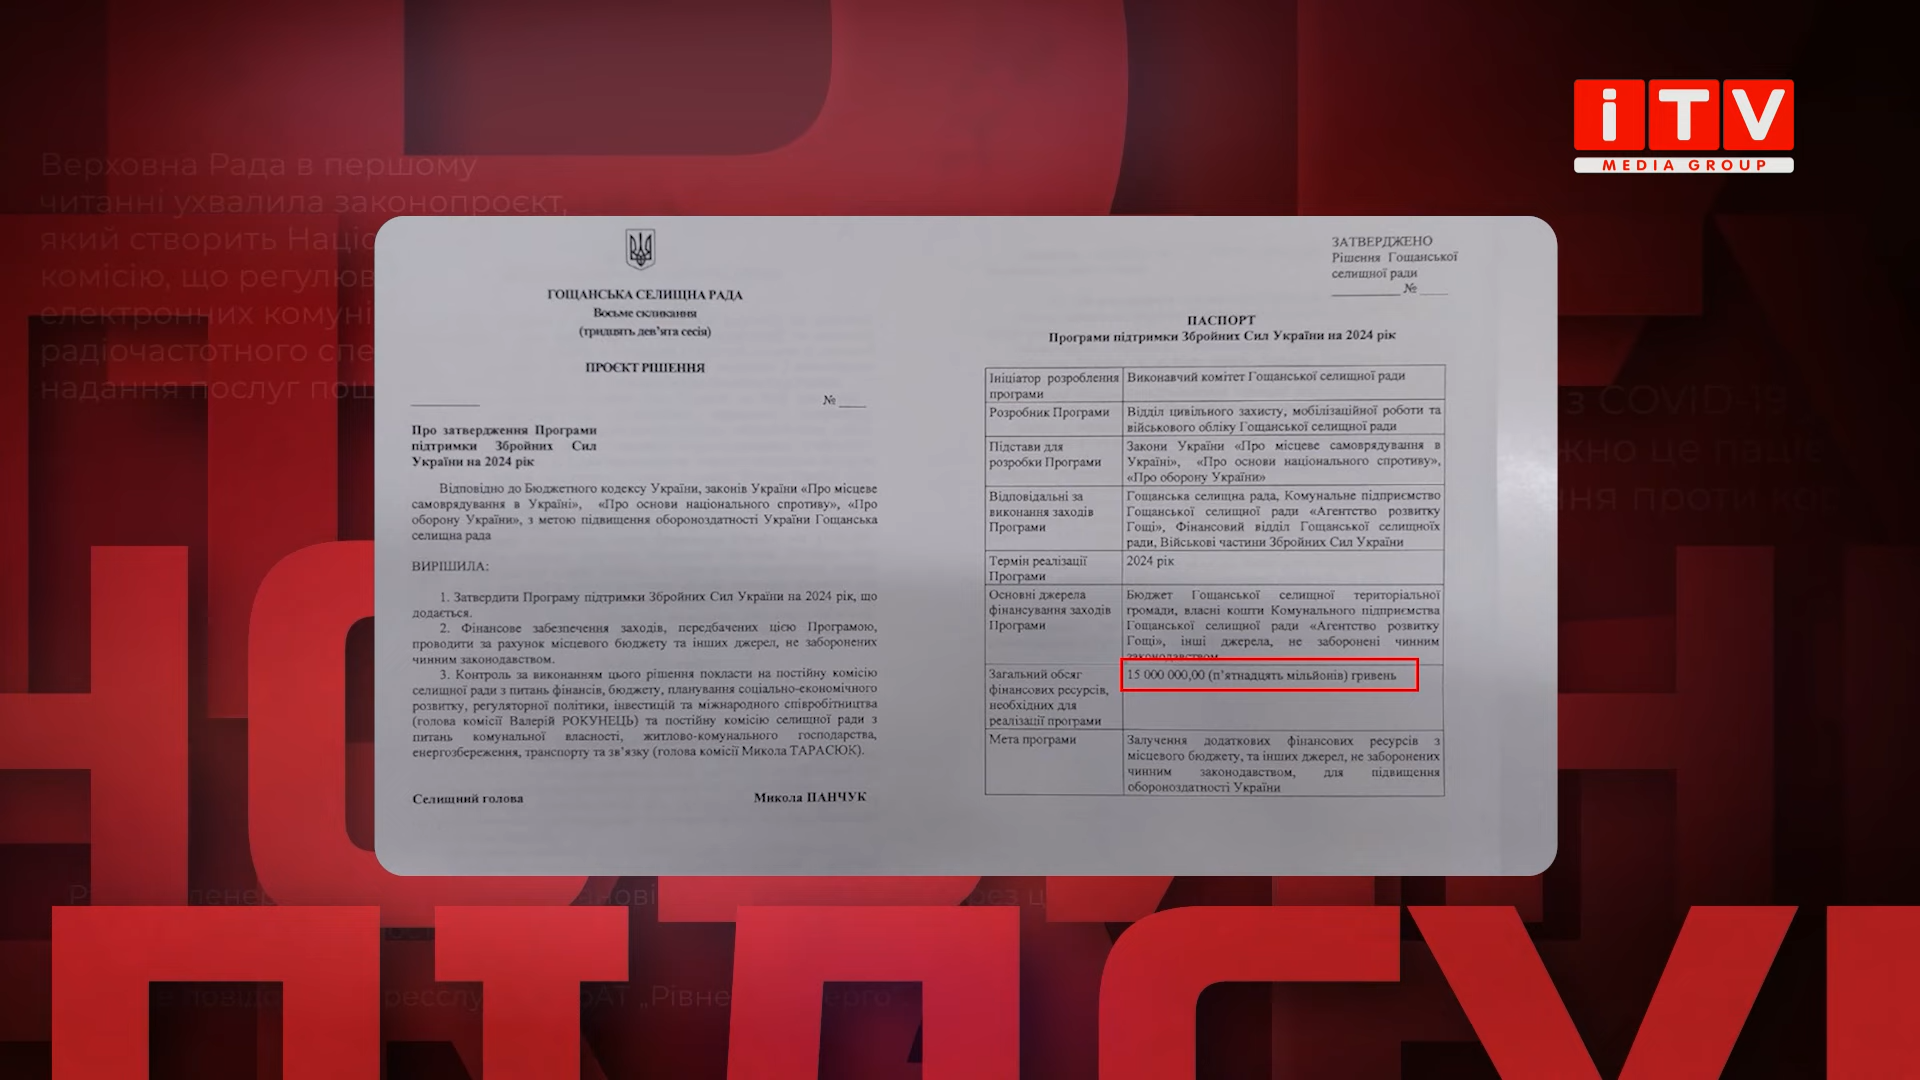 iTV
MEDIA GROUP
Верховна Рада в першому
читанні ухвалила законопроєкт,
який створить Націо
комісію, що регулює
електронних комуні
радіочастотного спе
надання послуг пош
з COVID-19
ГОЩАНСЬКА СЕЛИЩНА РАДА
Восьме скликання
(тридцять дев’ята сесія)
ПРОЄКТ РІШЕННЯ
№
Про затвердження Програми
підтримки Збройних Сил
України на 2024 рік
Відповідно до Бюджетного кодексу України, законів України «Про місцеве
самоврядування в Україні», «Про основи національного спротиву», «Про
оборону України», з метою підвищення обороноздатності України Гощанська
селищна рада
ВИРІШИЛА:
1. Затвердити Програму підтримки Збройних Сил України на 2024 рік, що
додається.
2. Фінансове забезпечення заходів, передбачених цією Програмою,
проводити за рахунок місцевого бюджету та інших джерел, не заборонених
чинним законодавством.
3. Контроль за виконанням цього рішення покласти на постійну комісію
селищної ради з питань фінансів, бюджету, планування соціально-економічного
розвитку, регуляторної політики, інвестицій та міжнародного співробітництва
(голова комісії Валерій РОКУНЕЦЬ) та постійну комісію селищної ради з
питань комунальної власності, житлово-комунального господарства,
енергозбереження, транспорту та зв’язку (голова комісії Микола ТАРАСЮК).
Селищний голова Микола ПАНЧУК
ЗАТВЕРДЖЕНО
Рішення Гощанської
селищної ради
№
ПАСПОРТ
Програми підтримки Збройних Сил України на 2024 рік
Ініціатор розроблення
програми
Виконавчий комітет Гощанської селищної ради
Розробник Програми
Відділ цивільного захисту, мобілізаційної роботи та
військового обліку Гощанської селищної ради
Підстави для
розробки Програми
Закони України «Про місцеве самоврядування в
Україні», «Про основи національного спротиву»,
«Про оборону України»
Відповідальні за
виконання заходів
Програми
Гощанська селищна рада, Комунальне підприємство
Гощанської селищної ради «Агентство розвитку
Гощі», Фінансовий відділ Гощанської селищноїх
ради, Військові частини Збройних Сил України
Термін реалізації
Програми
2024 рік
Основні джерела
фінансування заходів
Програми
Бюджет Гощанської селищної територіальної
громади, власні кошти Комунального підприємства
Гощанської селищної ради «Агентство розвитку
Гощі», інші джерела, не заборонені чинним
законодавством
Загальний обсяг
фінансових ресурсів,
необхідних для
реалізації програми
15 000 000,00 (п’ятнадцять мільйонів) гривень
Мета програми
Залучення додаткових фінансових ресурсів з
місцевого бюджету, та інших джерел, не заборонених
чинним законодавством, для підвищення
обороноздатності України